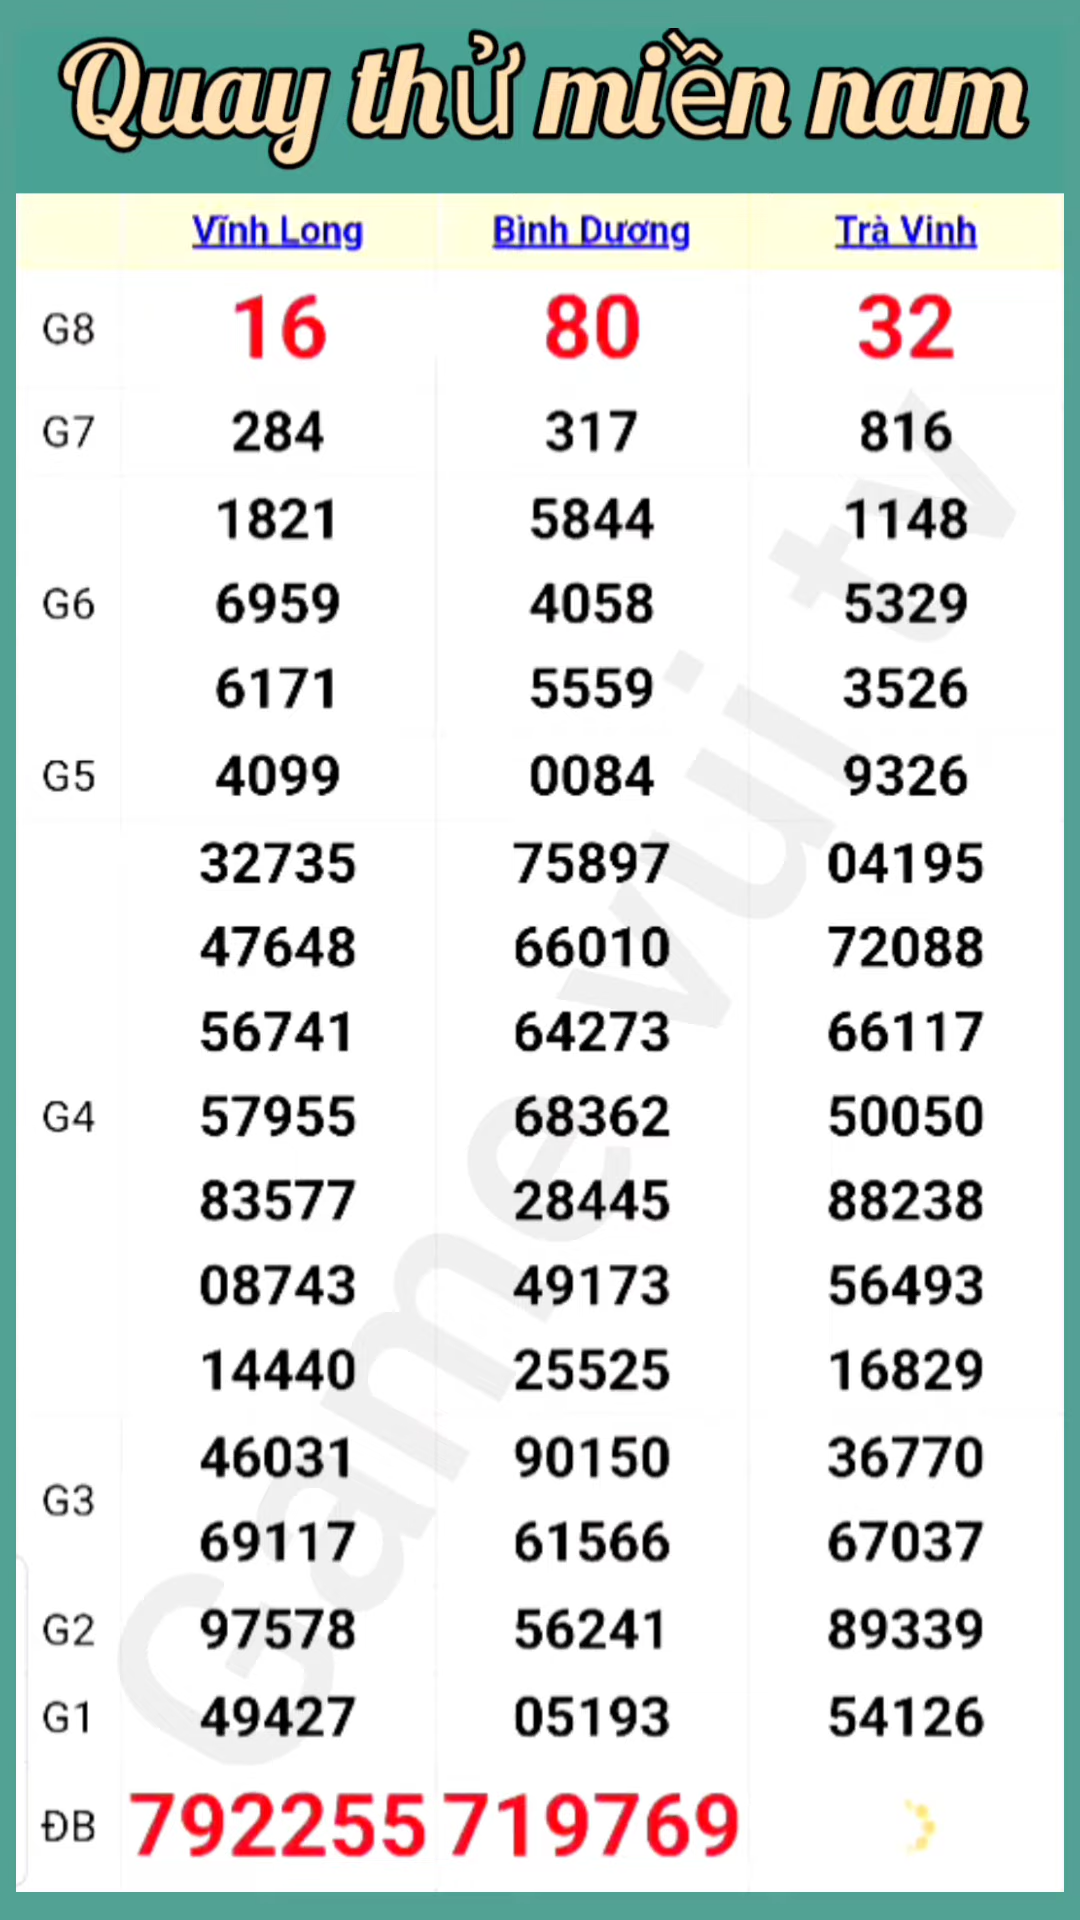 Quay thử miền nam
Vĩnh Long Bình Dương Trà Vinh
G8 16 80 32
G7 284 317 816
1821 5844 1148
G6 6959 4058 5329
6171 5559 3526
G5 4099 0084 9326
32735 75897 04195
47648 66010 72088
56741 64273 66117
G4 57955 68362 50050
83577 28445 88238
08743 49173 56493
14440 25525 16829
46031 90150 36770
G3
69117 61566 67037
G2 97578 56241 89339
G1 49427 05193 54126
ĐB 792255 719769
Game vui tv